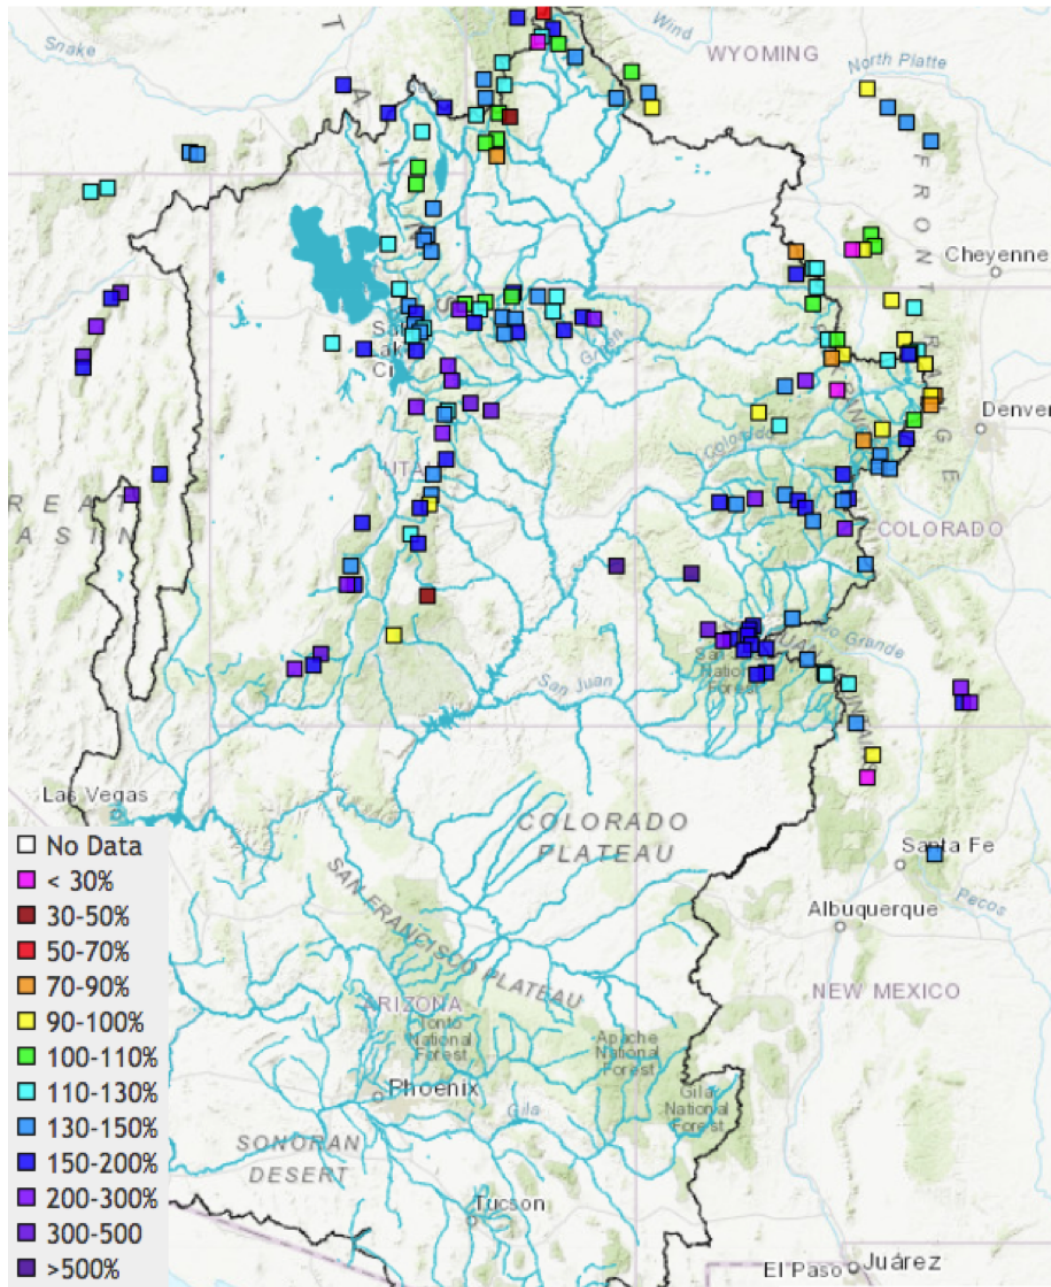 Snake
Wind
WYOMING
North Platte
FRONT RANGE
Cheyenne
Green
Denver
Colorado
UTAH
COLORADO
Rio Grande
San Juan
National
Forest
San Juan
Las Vegas
COLORADO
PLATEAU
Santa Fe
Pecos
Albuquerque
SAN FRANCISCO PLATEAU
NEW MEXICO
ARIZONA
Tonto
National
Forest
Apache
National
Forest
Phoenix
Gila
Gila
National
Forest
SONORAN
DESERT
Tucson
El Paso
Juárez
No Data
< 30%
30-50%
50-70%
70-90%
90-100%
100-110%
110-130%
130-150%
150-200%
200-300%
300-500
>500%